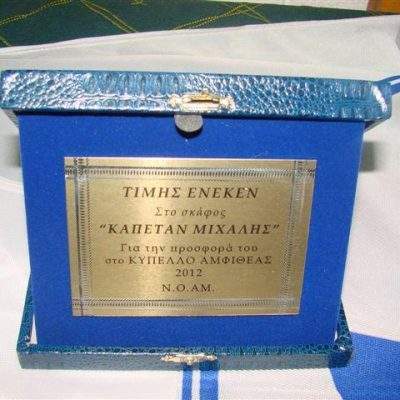 ΤΙΜΗΣ ΕΝΕΚΕΝ
Στο σκάφος
“ΚΑΠΕΤΑΝ ΜΙΧΑΛΗΣ”
Για την προσφορά του
στο ΚΥΠΕΛΛΟ ΑΜΦΙΘΕΑΣ
2012
Ν.Ο.ΑΜ.